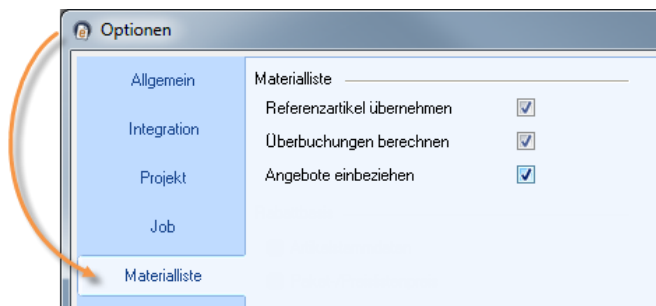 Optionen
Allgemein
Integration
Projekt
Job
Materialliste
Materialliste
Referenzartikel übernehmen
Überbuchungen berechnen
Angebote einbeziehen